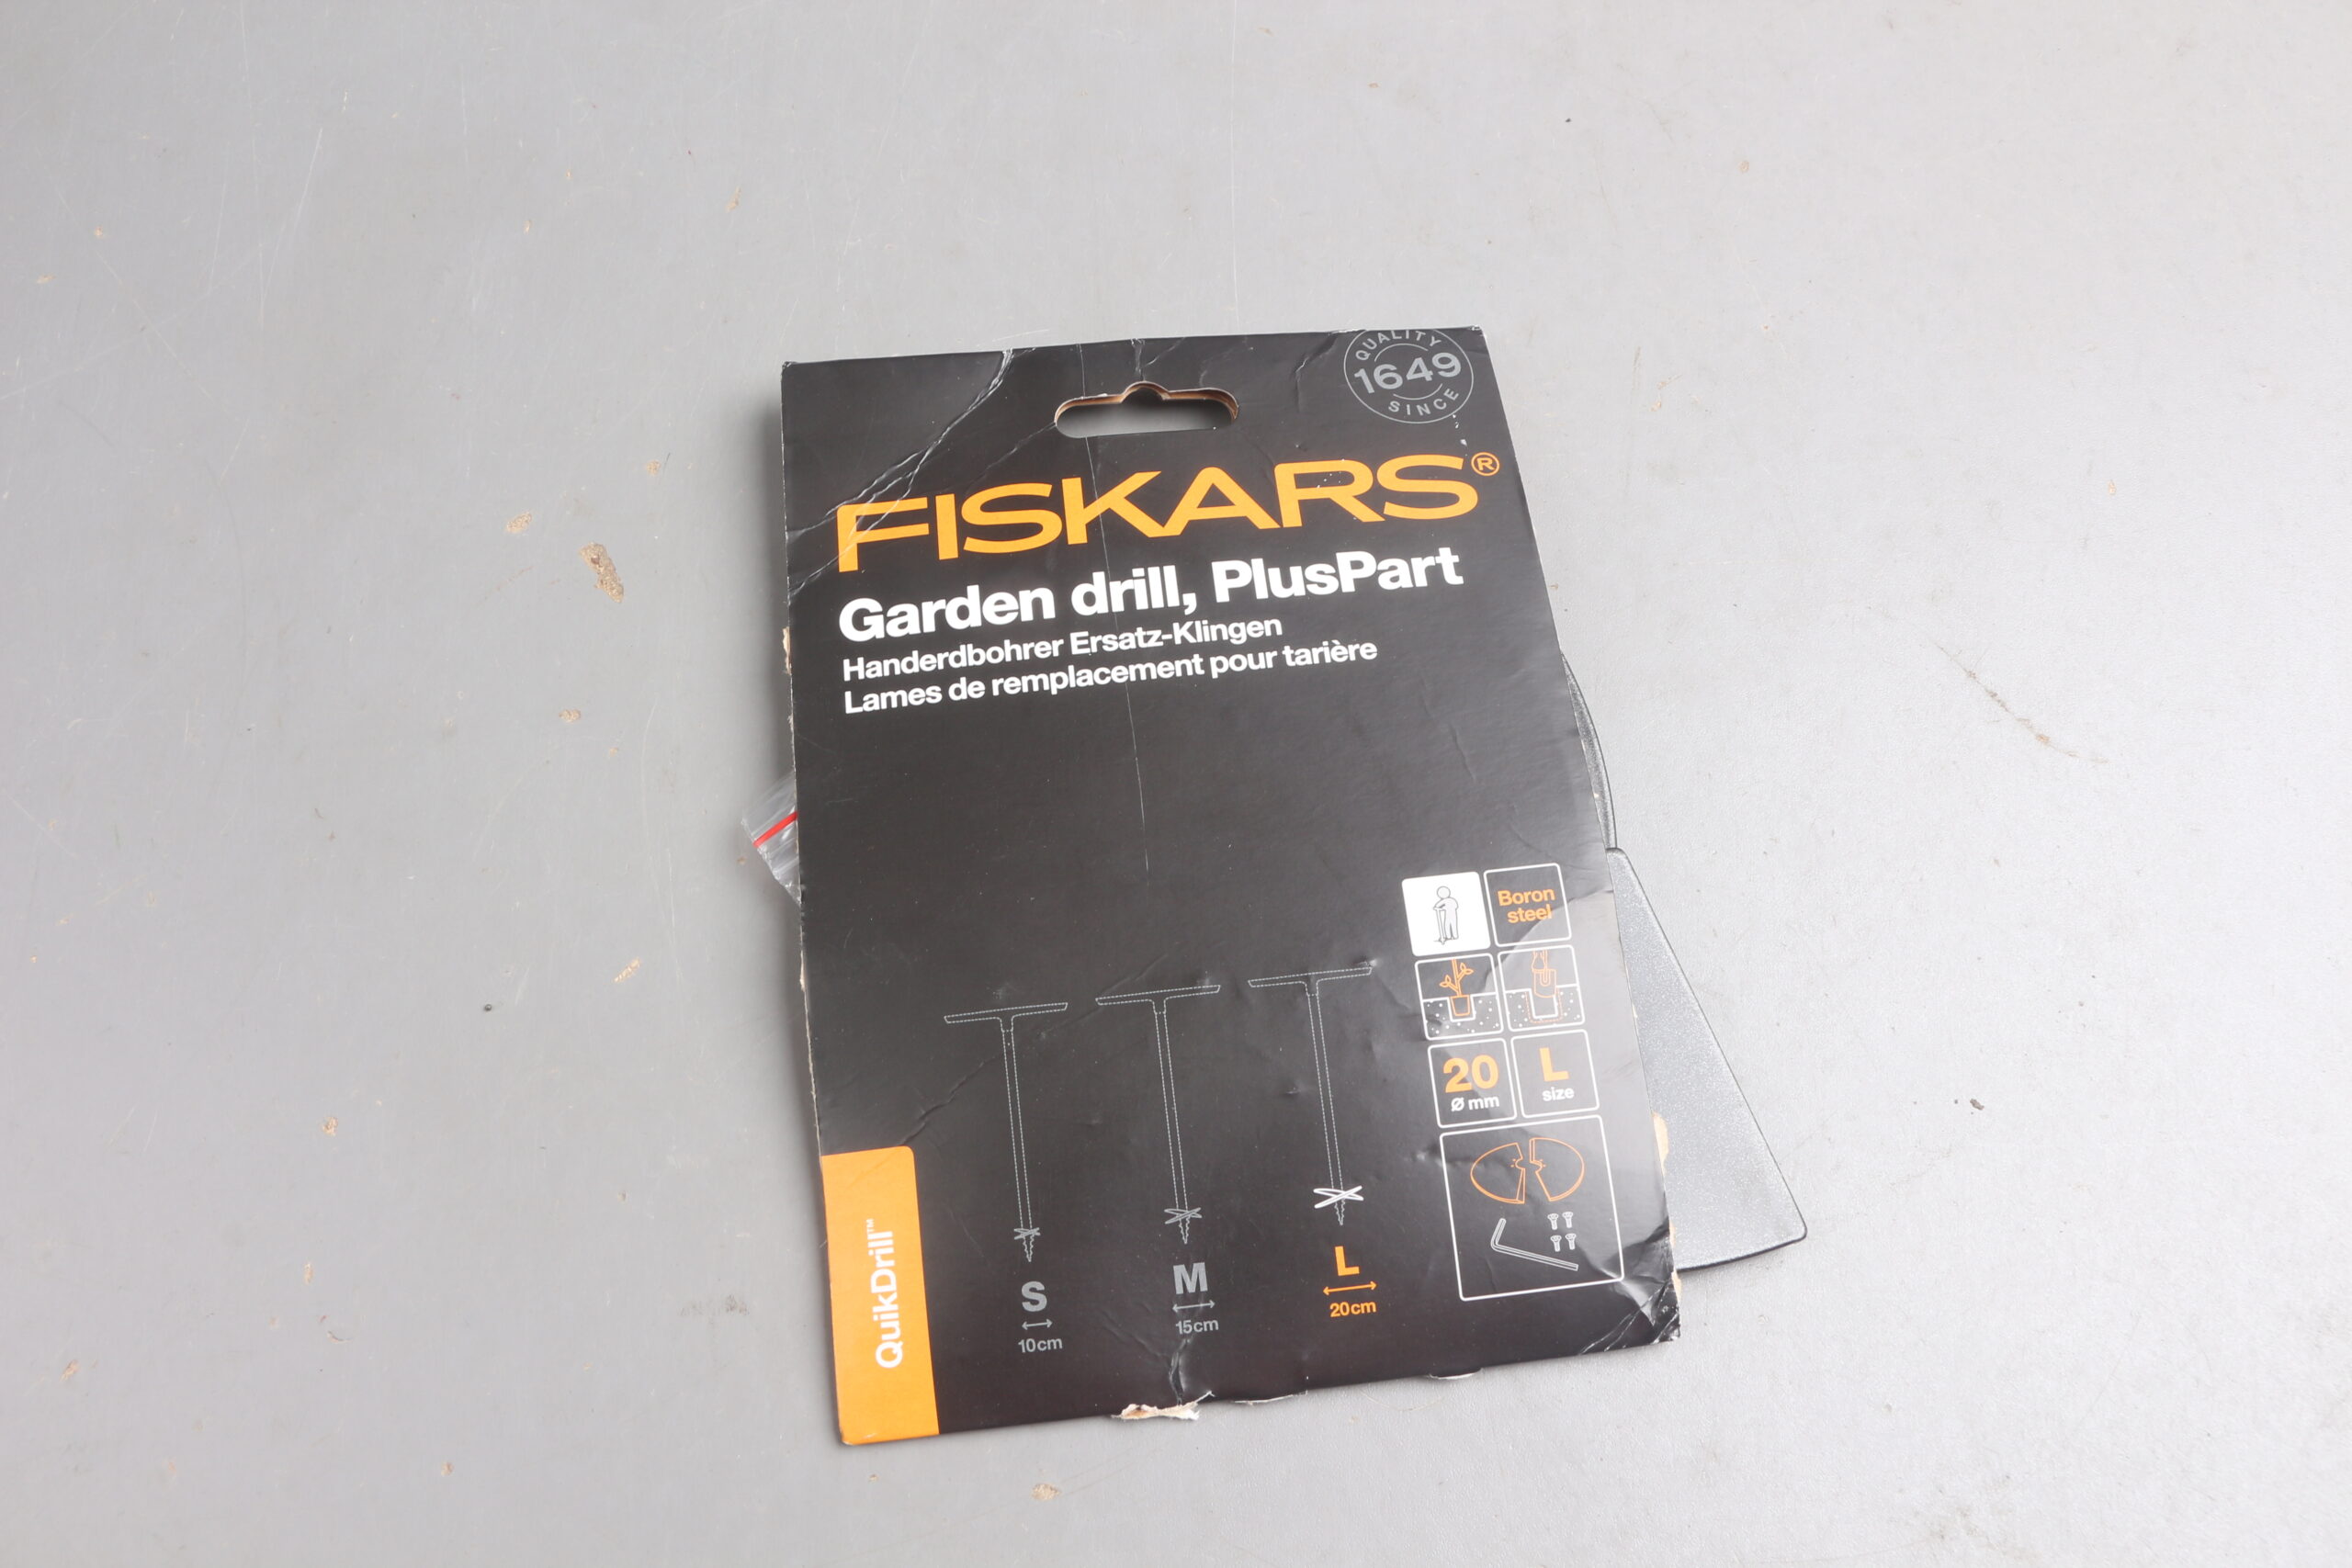 QUALITY
1649
SINCE
FISKARS®
Garden drill, PlusPart
Handerdbohrer Ersatz-Klingen
Lames de remplacement pour tarière
Boron
steel
20
Ø mm
L
size
S
10cm
M
15cm
L
20cm
QuikDrill™